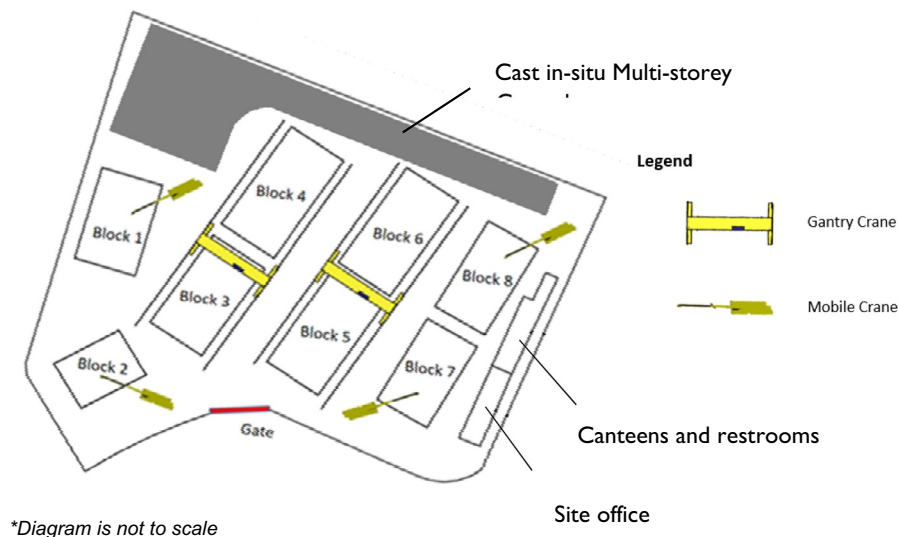 Cast in-situ Multi-storey
Legend
Block 4
Gantry Crane
Block 1
Block 6
Block 8
Block 3
Mobile Crane
Block 5
Block 2
Block 7
Gate
Canteens and restrooms
Site office
*Diagram is not to scale